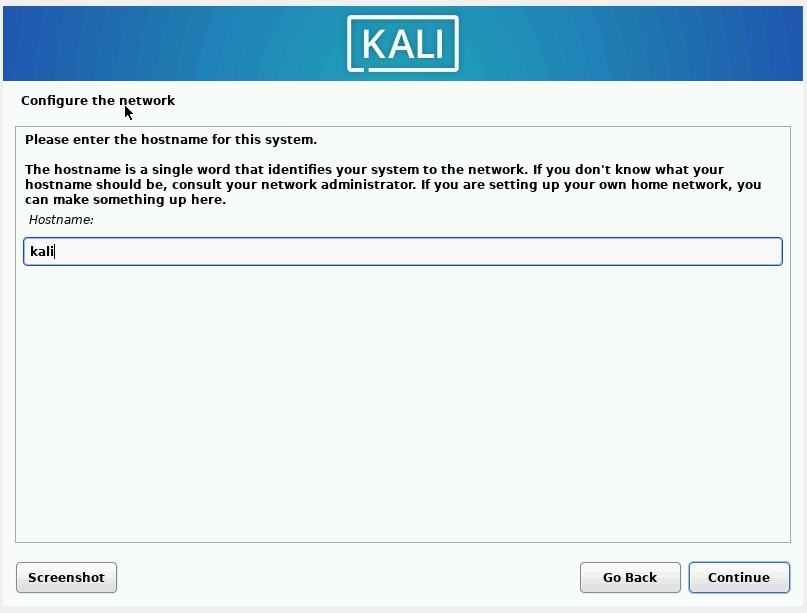 KALI
Configure the network
Please enter the hostname for this system.
The hostname is a single word that identifies your system to the network. If you don't know what your
hostname should be, consult your network administrator. If you are setting up your own home network, you
can make something up here.
Hostname:
kali
Screenshot
Go Back
Continue